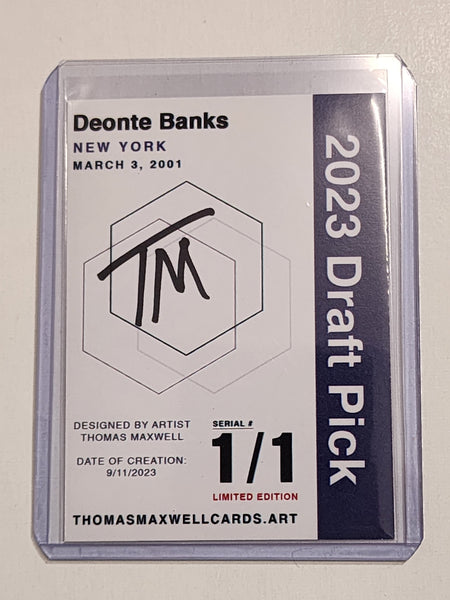 Deonte Banks
NEW YORK
MARCH 3, 2001
2023 Draft Pick
TM
DESIGNED BY ARTIST
THOMAS MAXWELL
DATE OF CREATION:
9/11/2023
SERIAL #
1/1
LIMITED EDITION
THOMASMAXWELLCARDS.ART